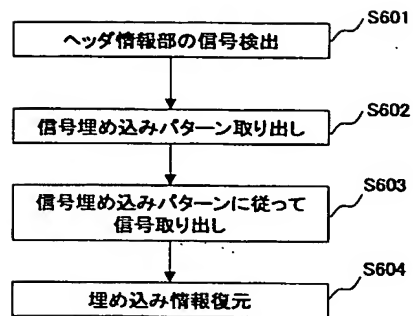 S601
ヘッダ情報部の信号検出
S602
信号埋め込みパターン取り出し
S603
信号埋め込みパターンに従って
信号取り出し
S604
埋め込み情報復元